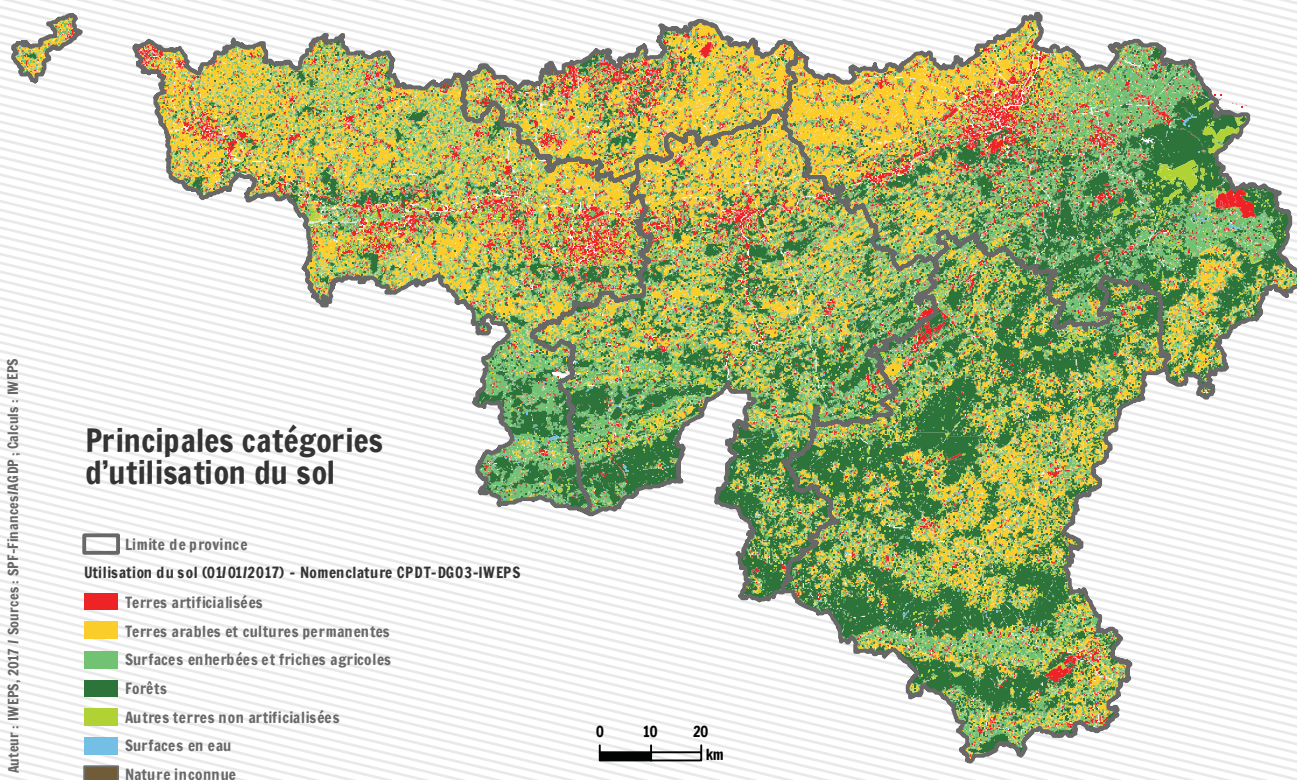 Principales catégories
d'utilisation du sol
Limite de province
Utilisation du sol (01/01/2017) - Nomenclature CPDT-DG03-IWEPS
Terres artificialisées
Terres arables et cultures permanentes
Surfaces enherbées et friches agricoles
Forêts
Autres terres non artificialisées
Surfaces en eau
Nature inconnue
0 10 20
km
Auteur : IWEPS, 2017 / Sources : SPF-Finances/AGDP ; Calculs : IWEPS